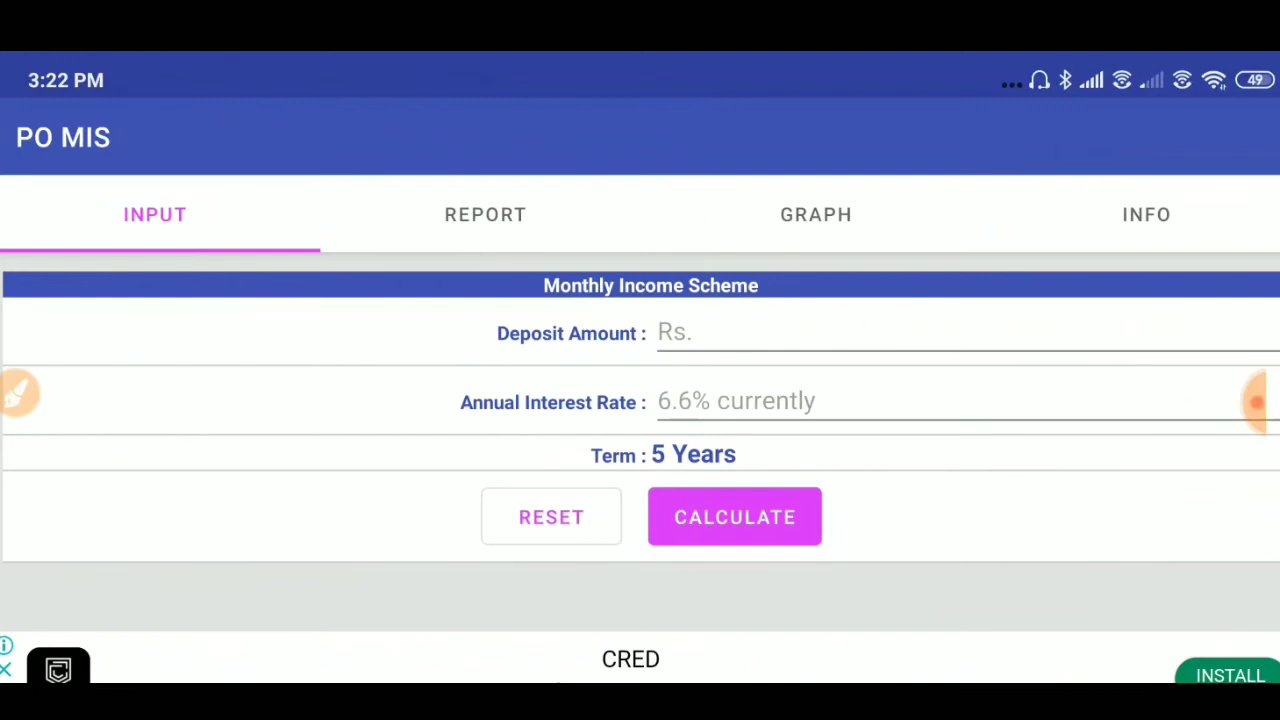 3:22 PM 49
PO MIS
INPUT REPORT GRAPH INFO
Monthly Income Scheme
Deposit Amount : Rs.
Annual Interest Rate : 6.6% currently
Term : 5 Years
RESET CALCULATE
CRED
INSTALL